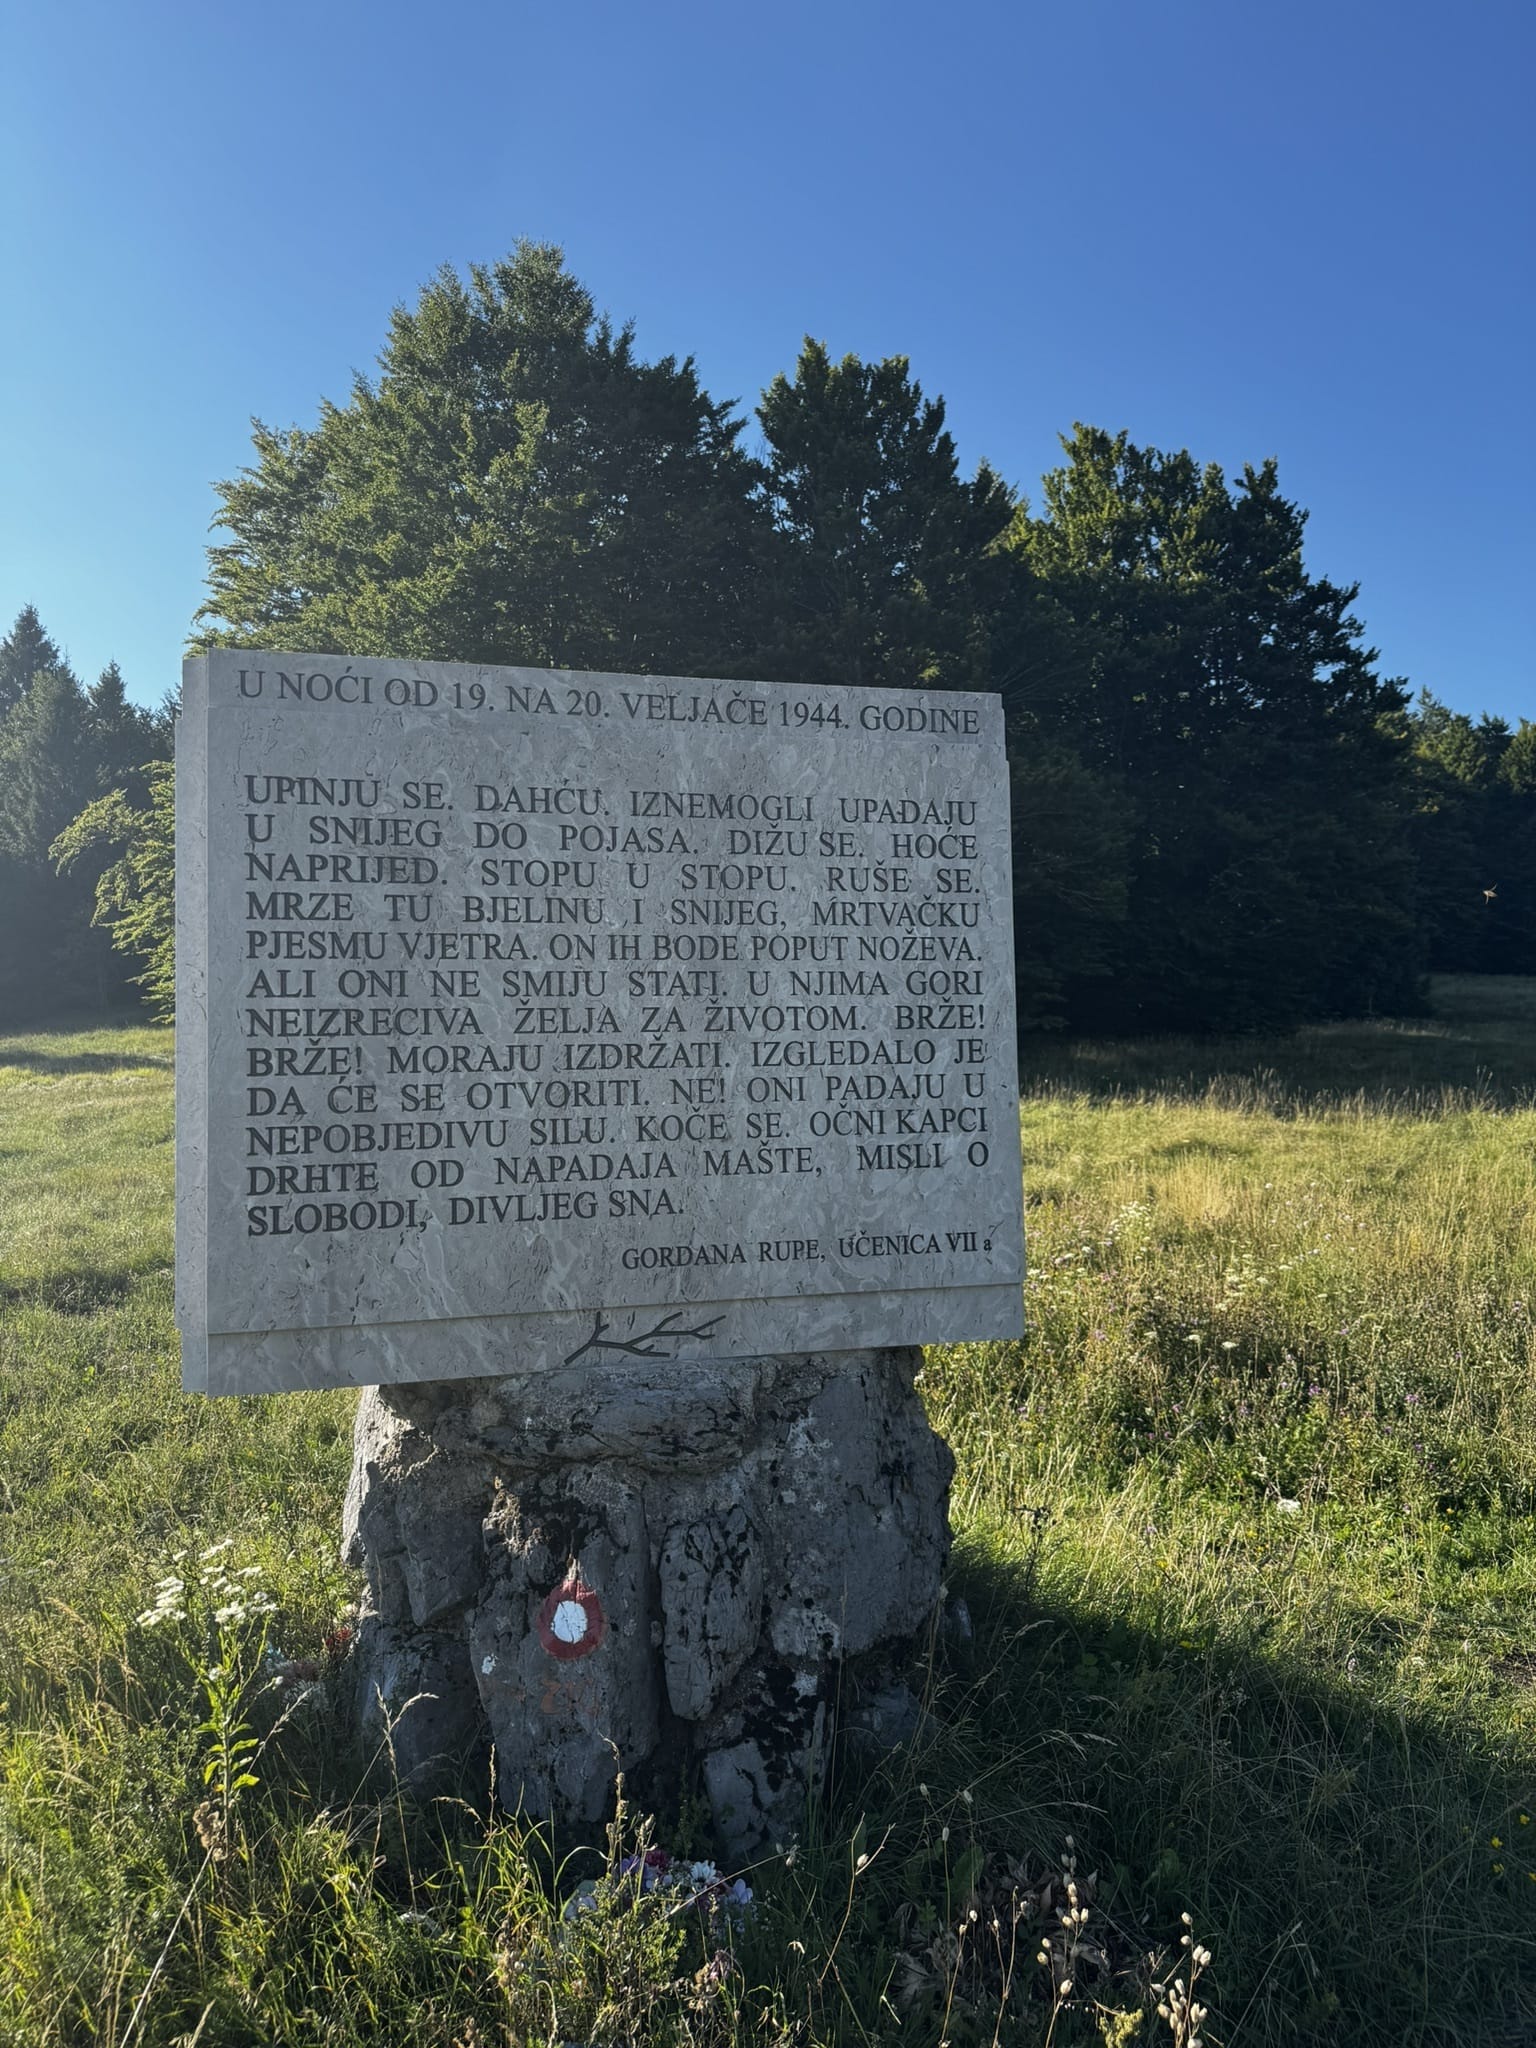 U NOĆI OD 19. NA 20. VELJAČE 1944. GODINE
UPINJU SE. DAHĆU. IZNEMOGLI UPADAJU
U SNIJEG DO POJASA. DIŽU SE. HOĆE
NAPRIJED. STOPU U STOPU. RUŠE SE.
MRZE TU BJELINU I SNIJEG, MRTVAČKU
PJESMU VJETRA. ON IH BODE POPUT NOŽEVA.
ALI ONI NE SMIJU STATI. U NJIMA GORI
NEIZRECIVA ŽELJA ZA ŽIVOTOM. BRŽE!
BRŽE! MORAJU IZDRŽATI. IZGLEDALO JE
DA ĆE SE OTVORITI. NE! ONI PADAJU U
NEPOBJEDIVU SILU. KOČE SE. OČNI KAPCI
DRHTE OD NAPADAJA MAŠTE, MISLI O
SLOBODI, DIVLJEG SNA.
GORDANA RUPE, UČENICA VII a